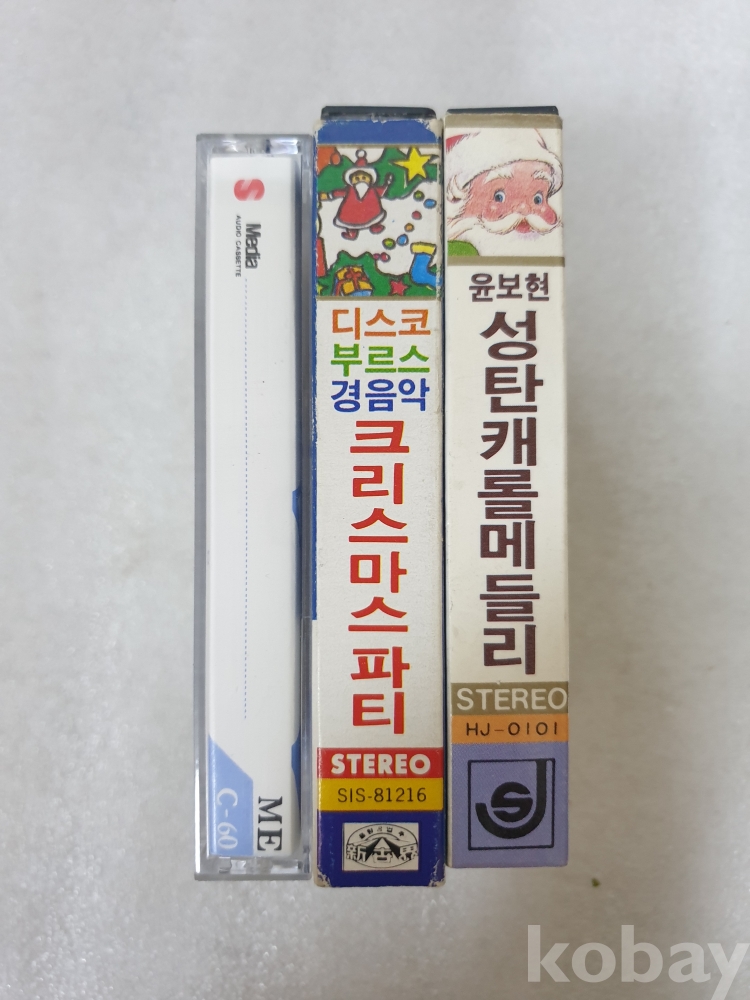 Media
AUDIO CASSETTE
ME
C-60
디스코
부르스
경음악
크리스마스파티
STEREO
SIS-81216
윤보현
성탄캐롤메들리
STEREO
HJ-0101
kobay